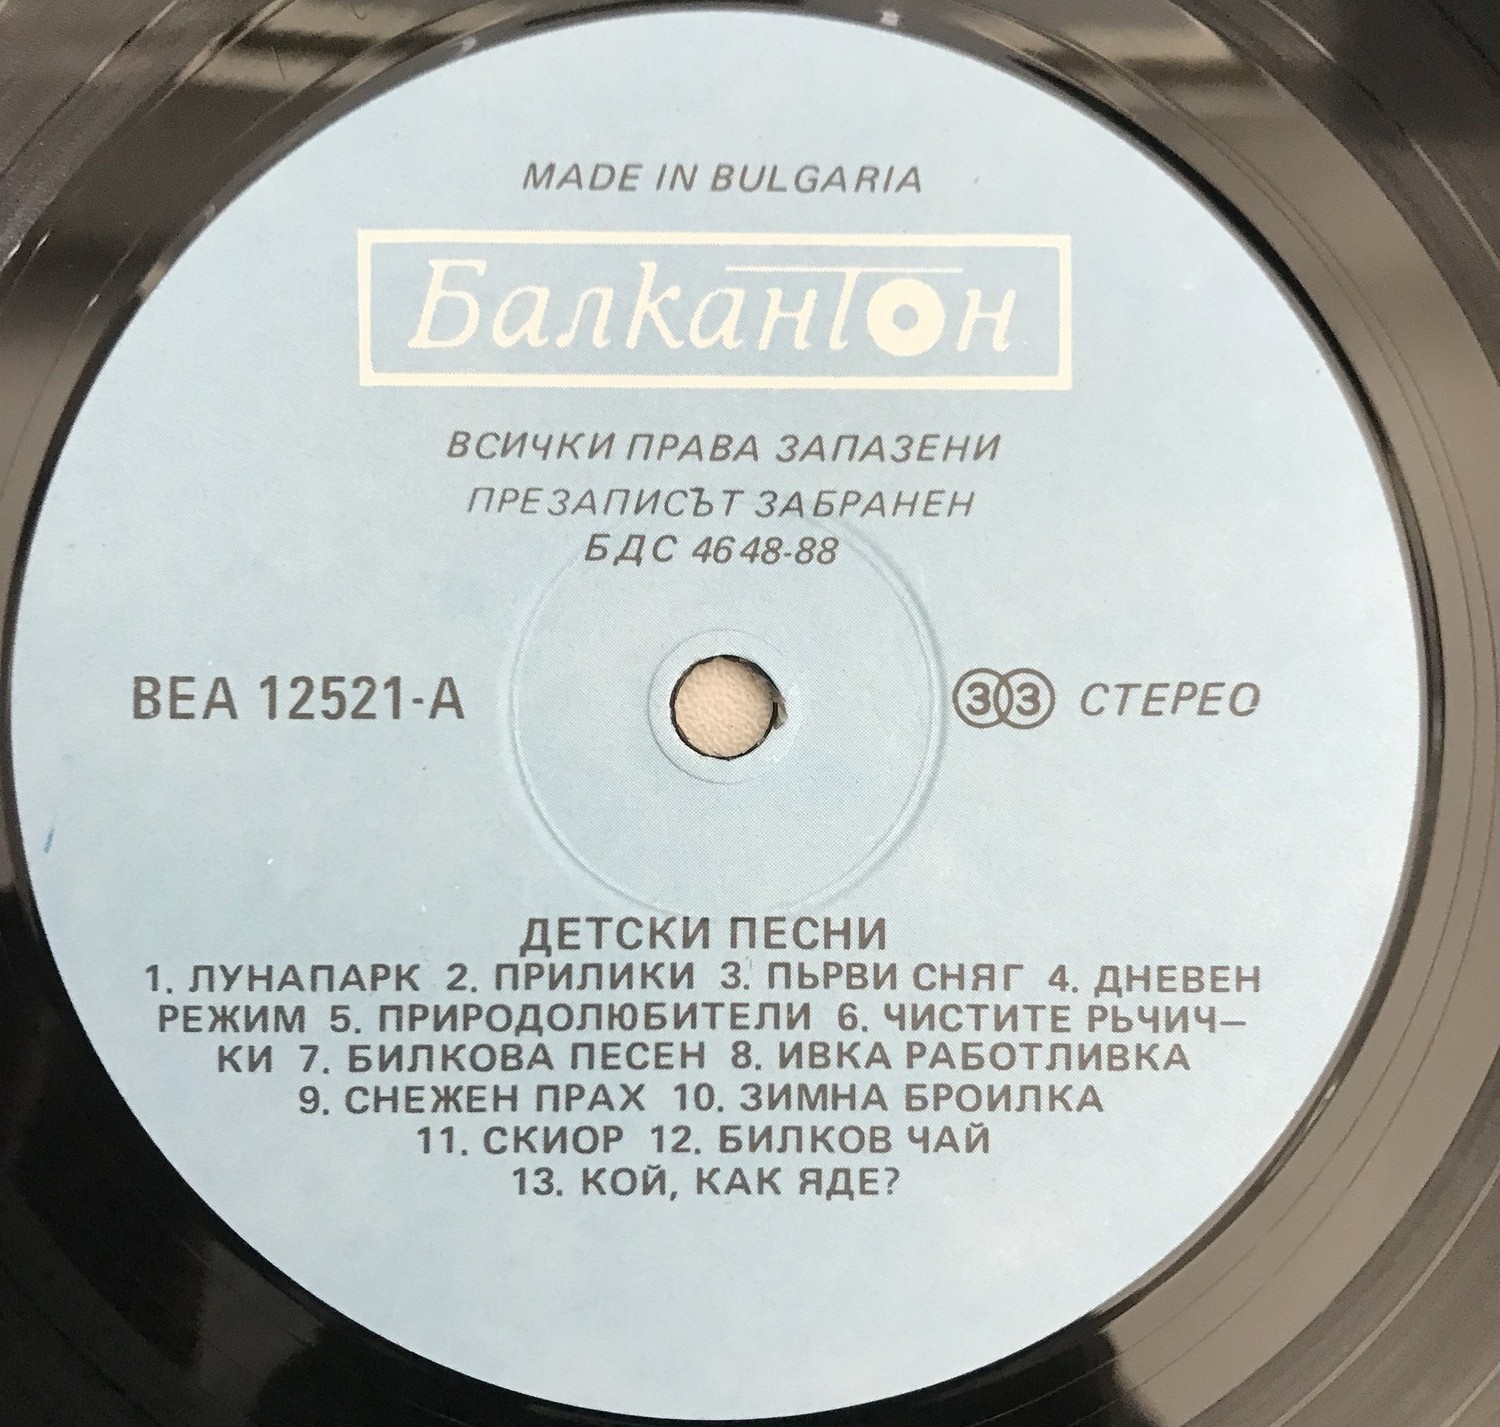 MADE IN BULGARIA
Балкантон
ВСИЧКИ ПРАВА ЗАПАЗЕНИ
ПРЕЗАПИСЪТ ЗАБРАНЕН
БДС 4648-88
ВЕА 12521-А
33 СТЕРЕО
ДЕТСКИ ПЕСНИ
1. ЛУНАПАРК 2. ПРИЛИКИ 3. ПЬРВИ СНЯГ 4. ДНЕВЕН
РЕЖИМ 5. ПРИРОДОЛЮБИТЕЛИ 6. ЧИСТИТЕ РЬЧИЧ–
КИ 7. БИЛКОВА ПЕСЕН 8. ИВКА РАБОТЛИВКА
9. СНЕЖЕН ПРАХ 10. ЗИМНА БРОИЛКА
11. СКИОР 12. БИЛКОВ ЧАЙ
13. КОЙ, КАК ЯДЕ?